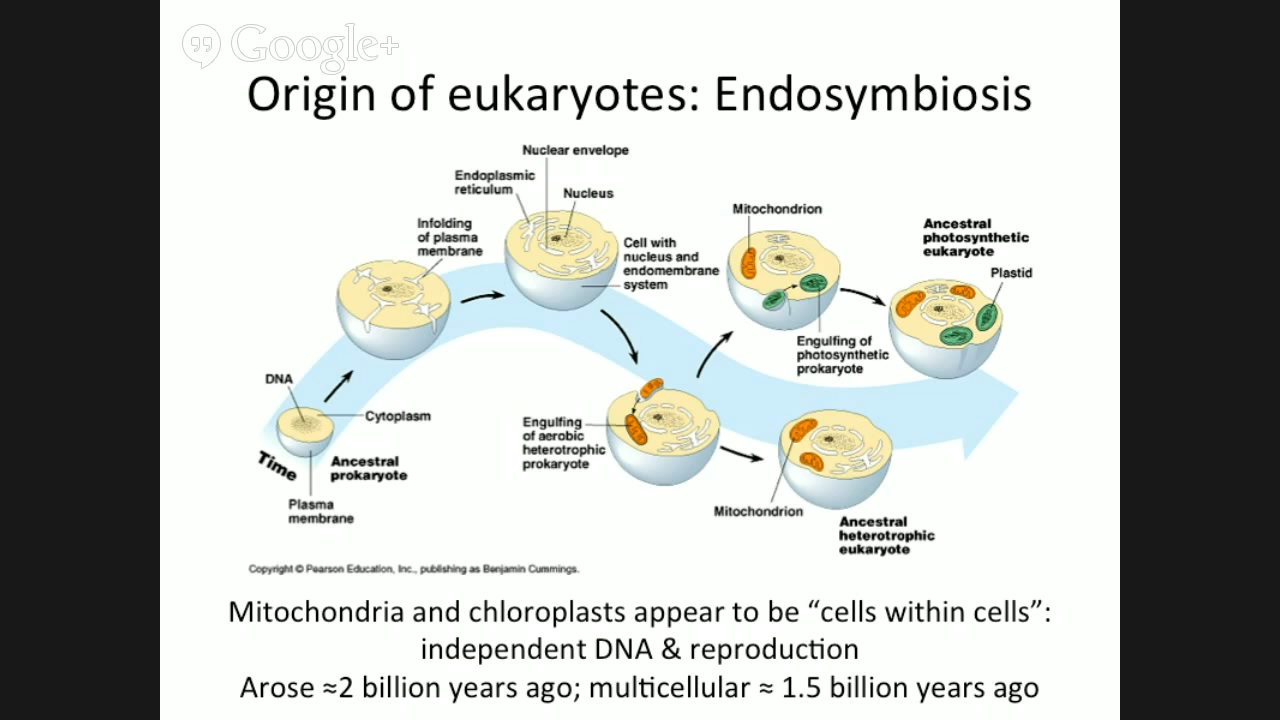 Google+
Origin of eukaryotes: Endosymbiosis
Nuclear envelope
Endoplasmic
reticulum
Nucleus
Infolding
of plasma
membrane
Cell with
nucleus and
endomembrane
system
Mitochondrion
Ancestral
photosynthetic
eukaryote
Plastid
Engulfing of
photosynthetic
prokaryote
DNA
Cytoplasm
Time
Ancestral
prokaryote
Plasma
membrane
Engulfing
of aerobic
heterotrophic
prokaryote
Mitochondrion
Ancestral
heterotrophic
eukaryote
Copyright © Pearson Education, Inc., publishing as Benjamin Cummings.
Mitochondria and chloroplasts appear to be “cells within cells”:
independent DNA & reproduction
Arose ≈2 billion years ago; multicellular ≈ 1.5 billion years ago